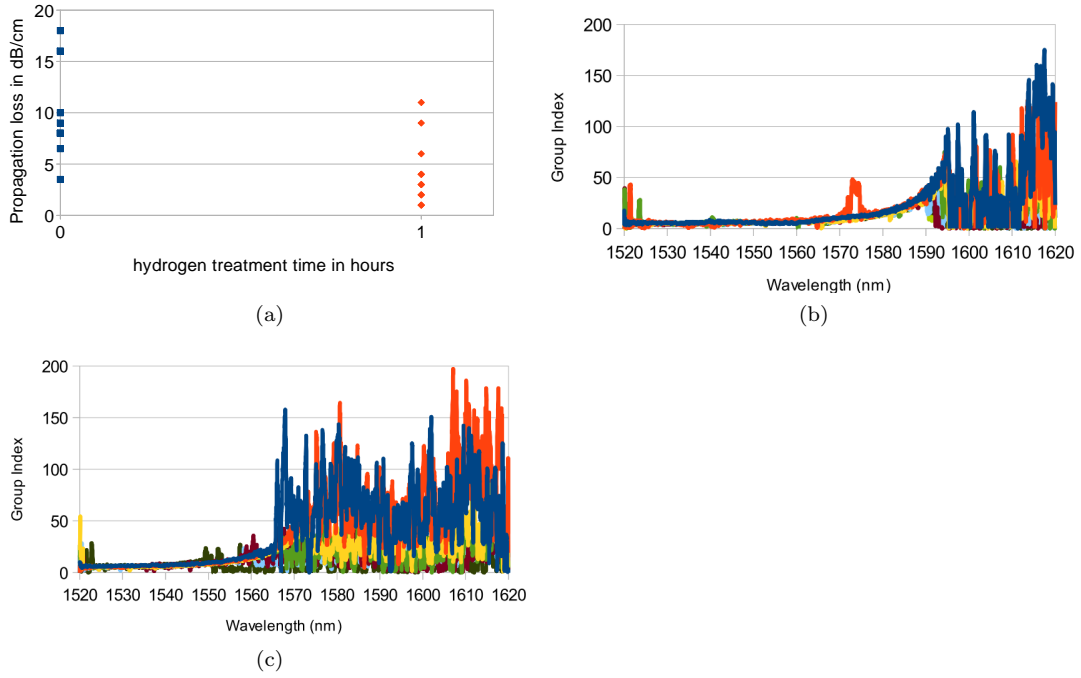 20
15
10
5
0
Propagation loss in dB/cm
0 1
hydrogen treatment time in hours
(a)
200
150
100
50
0
Group Index
1520 1530 1540 1550 1560 1570 1580 1590 1600 1610 1620
Wavelength (nm)
(b)
200
150
100
50
0
Group Index
1520 1530 1540 1550 1560 1570 1580 1590 1600 1610 1620
Wavelength (nm)
(c)